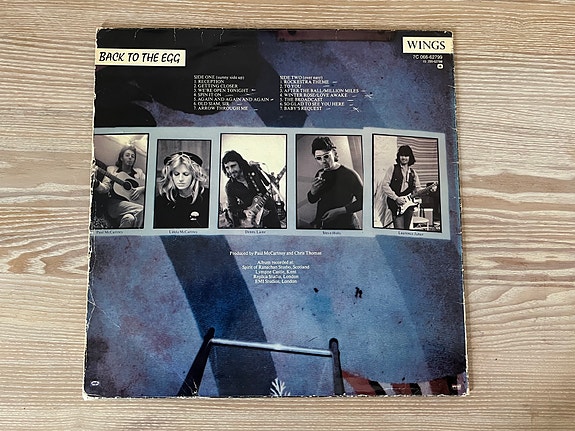 BACK TO THE EGG
WINGS
7C 066-62799
SIDE ONE (sunny side up)
1. RECEPTION
2. GETTING CLOSER
3. WE'RE OPEN TONIGHT
4. SPIN IT ON
5. AGAIN AND AGAIN AND AGAIN
6. OLD SIAM, SIR
7. ARROW THROUGH ME
SIDE TWO (over easy)
1. ROCKESTRA THEME
2. TO YOU
3. AFTER THE BALL/MILLION MILES
4. WINTER ROSE/LOVE AWAKE
5. THE BROADCAST
6. SO GLAD TO SEE YOU HERE
7. BABY'S REQUEST
Paul McCartney
Linda McCartney
Denny Laine
Steve Holly
Laurence Juber
Produced by Paul McCartney and Chris Thomas
Album recorded at
Spirit of Ranachan Studio, Scotland
Lympne Castle, Kent
Replica Studio, London
EMI Studios, London